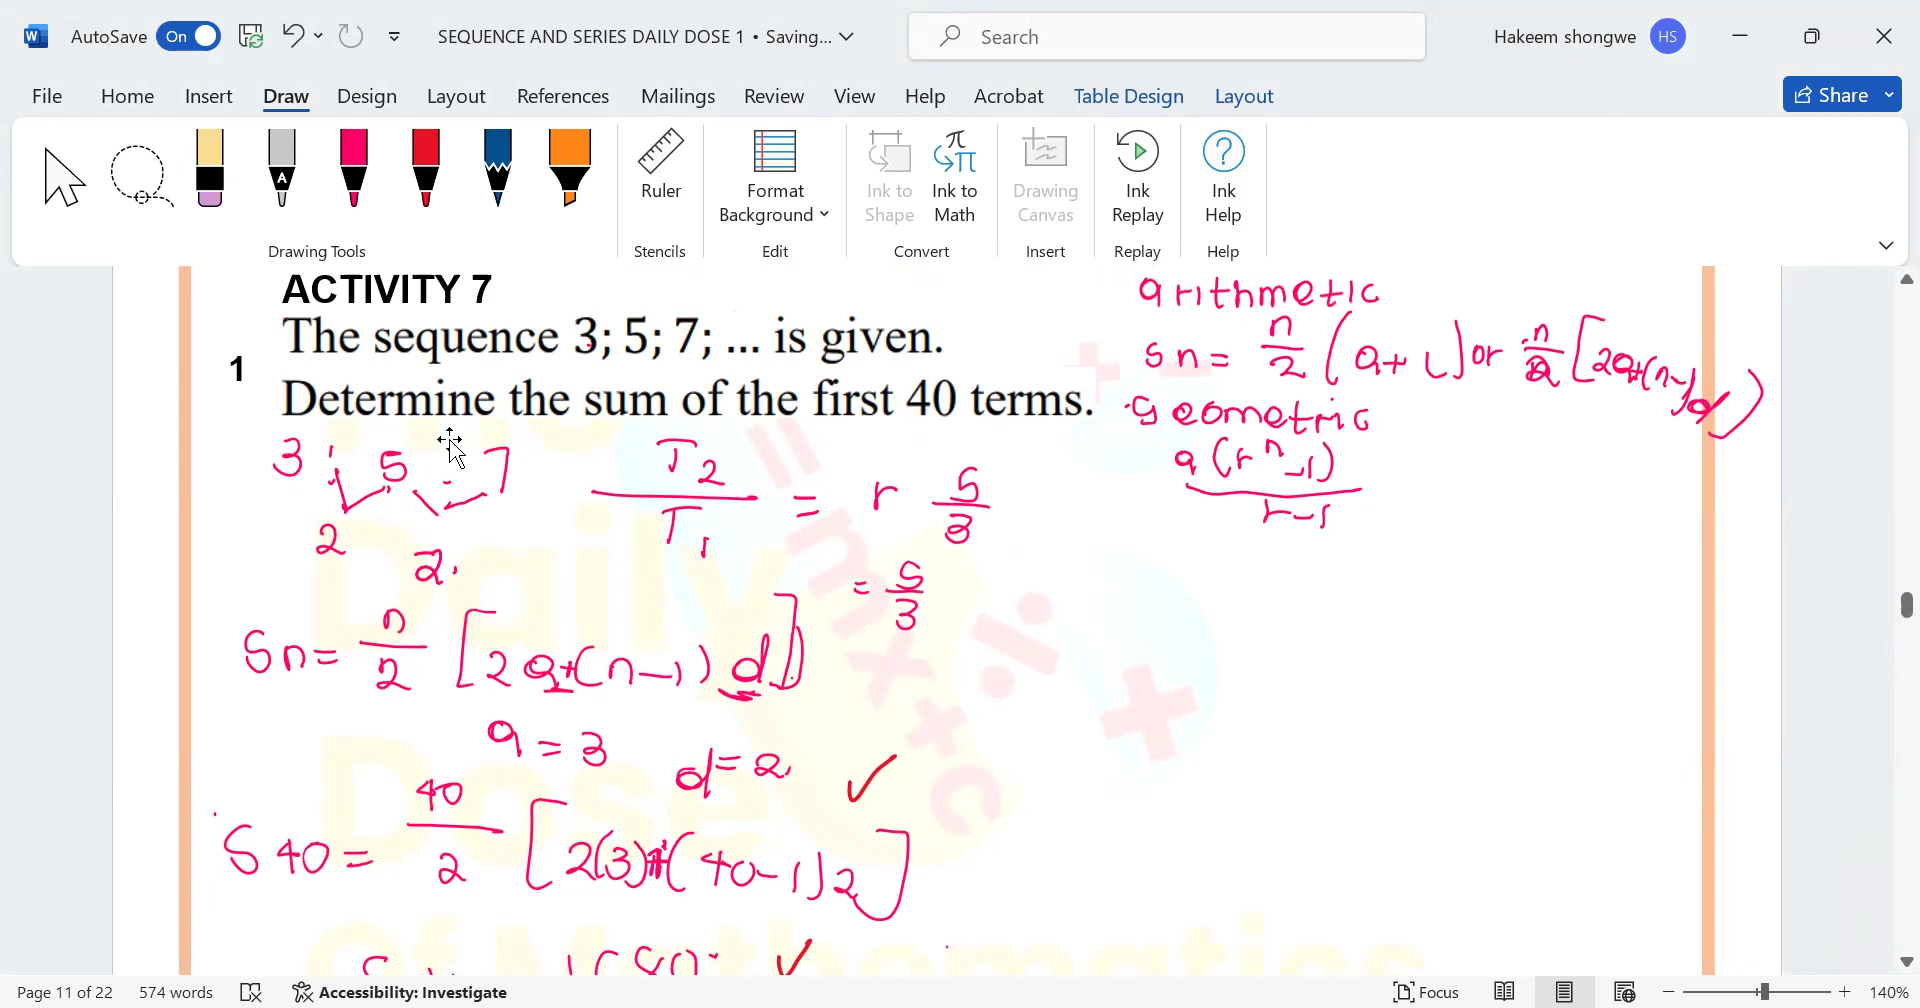 AutoSave On SEQUENCE AND SERIES DAILY DOSE 1 • Saving... Search Hakeem shongwe HS
File Home Insert Draw Design Layout References Mailings Review View Help Acrobat Table Design Layout Share
Ruler Format Background Ink to Shape Ink to Math Drawing Canvas Ink Replay Ink Help
Drawing Tools Stencils Edit Convert Insert Replay Help
ACTIVITY 7
1
The sequence 3; 5; 7; ... is given.
Determine the sum of the first 40 terms.
arithmetic
Sn = n/2 (a + l] or n/2 [2a+(n-1)d)
Geometric
a(r^n - 1)
r-1
3 ; 5 ; 7
2 2
T2/T1 = r 5/3
= 5/3
Sn = n/2 [2a+(n-1)d]
a = 3 d = 2
S40 = 40/2 [2(3)+(40-1)2]
1680
The
Daily
Dose
Of Mathematics
Page 11 of 22 574 words Accessibility: Investigate Focus 140%